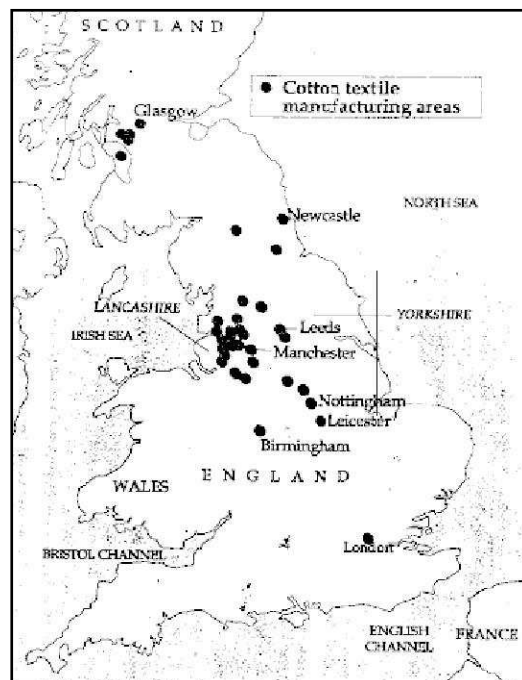 SCOTLAND
Cotton textile
manufacturing areas
Glasgow
Newcastle
NORTH SEA
LANCASHIRE
YORKSHIRE
IRISH SEA
Leeds
Manchester
Nottingham
Leicester
Birmingham
ENGLAND
WALES
London
BRISTOL CHANNEL
ENGLISH
CHANNEL
FRANCE